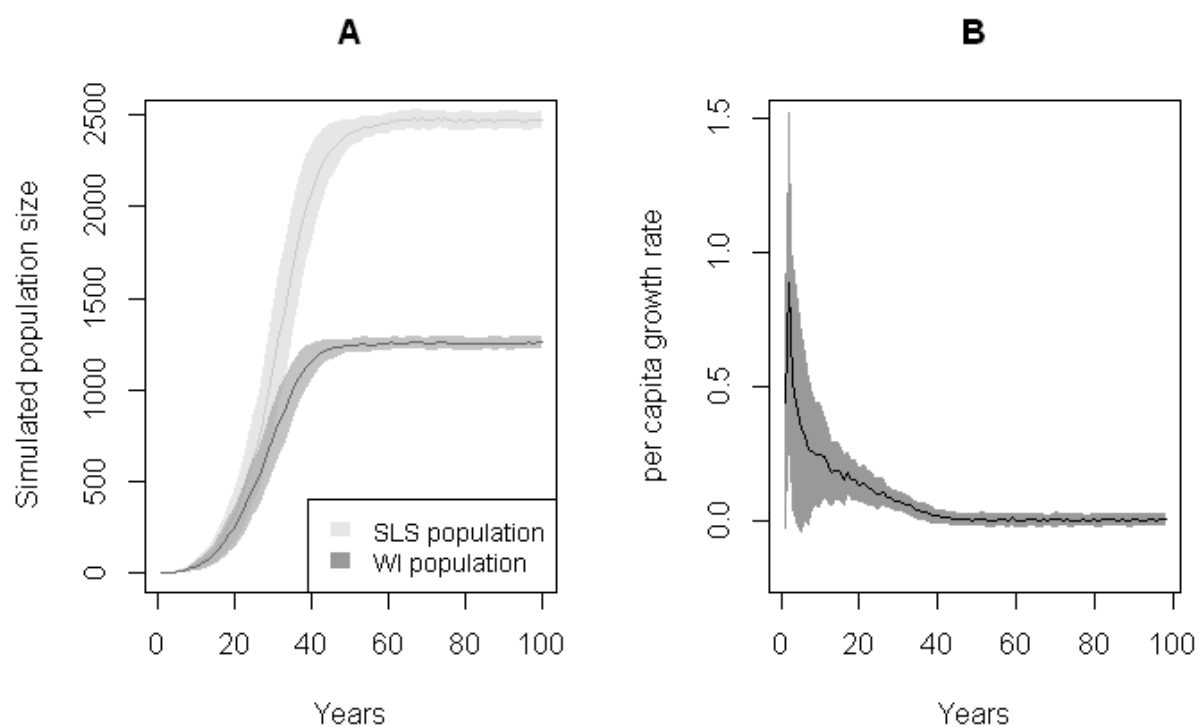 A
Simulated population size
2500
2000
1500
1000
500
0
SLS population
WI population
0 20 40 60 80 100
Years
B
per capita growth rate
1.5
1.0
0.5
0.0
0 20 40 60 80 100
Years